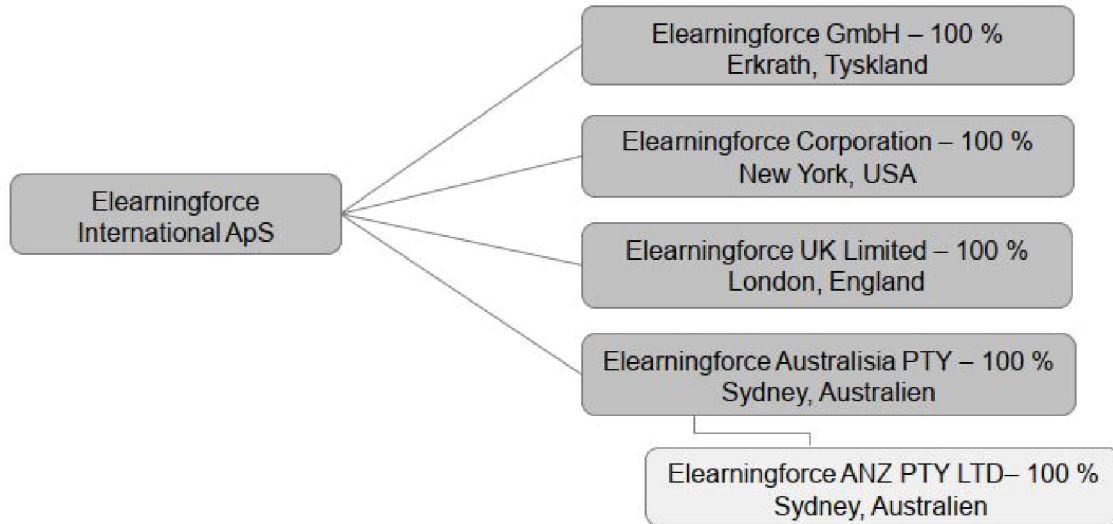 Elearningforce
International ApS
Elearningforce GmbH – 100 %
Erkrath, Tyskland
Elearningforce Corporation – 100 %
New York, USA
Elearningforce UK Limited – 100 %
London, England
Elearningforce Australisia PTY – 100 %
Sydney, Australien
Elearningforce ANZ PTY LTD– 100 %
Sydney, Australien